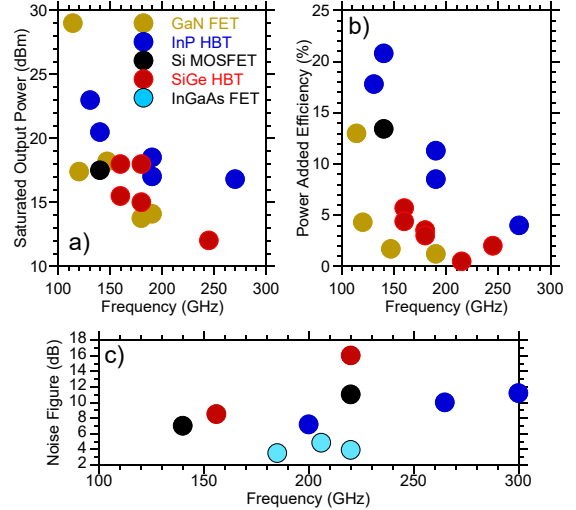 a)
Saturated Output Power (dBm)
30
25
20
15
10
GaN FET
InP HBT
Si MOSFET
SiGe HBT
InGaAs FET
100 150 200 250 300
Frequency (GHz)
b)
Power Added Efficiency (%)
25
20
15
10
5
0
100 150 200 250 300
Frequency (GHz)
c)
Noise Figure (dB)
18
16
14
12
10
8
6
4
2
100 150 200 250 300
Frequency (GHz)